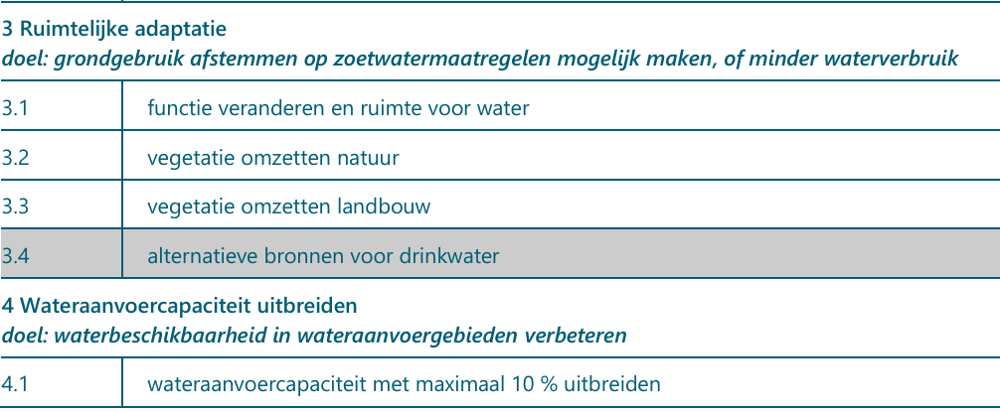 3 Ruimtelijke adaptatie
doel: grondgebruik afstemmen op zoetwatermaatregelen mogelijk maken, of minder waterverbruik
3.1 functie veranderen en ruimte voor water
3.2 vegetatie omzetten natuur
3.3 vegetatie omzetten landbouw
3.4 alternatieve bronnen voor drinkwater
4 Wateraanvoercapaciteit uitbreiden
doel: waterbeschikbaarheid in wateraanvoergebieden verbeteren
4.1 wateraanvoercapaciteit met maximaal 10 % uitbreiden